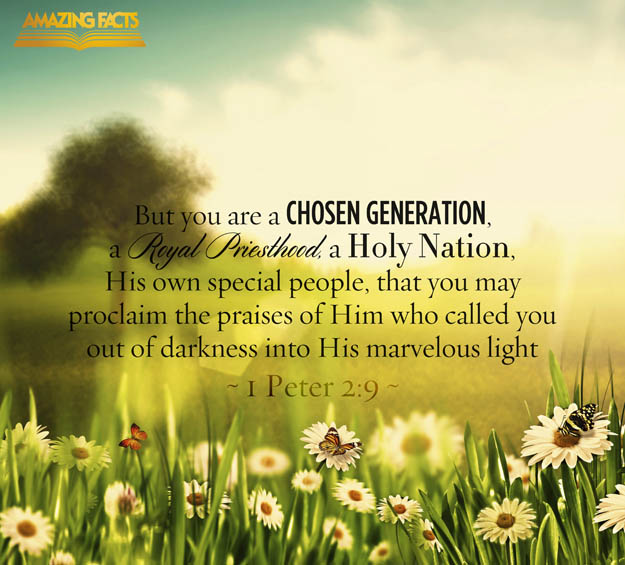 AMAZING FACTS
But you are a CHOSEN GENERATION,
a Royal Priesthood, a Holy Nation,
His own special people, that you may
proclaim the praises of Him who called you
out of darkness into His marvelous light
~ 1 Peter 2:9 ~